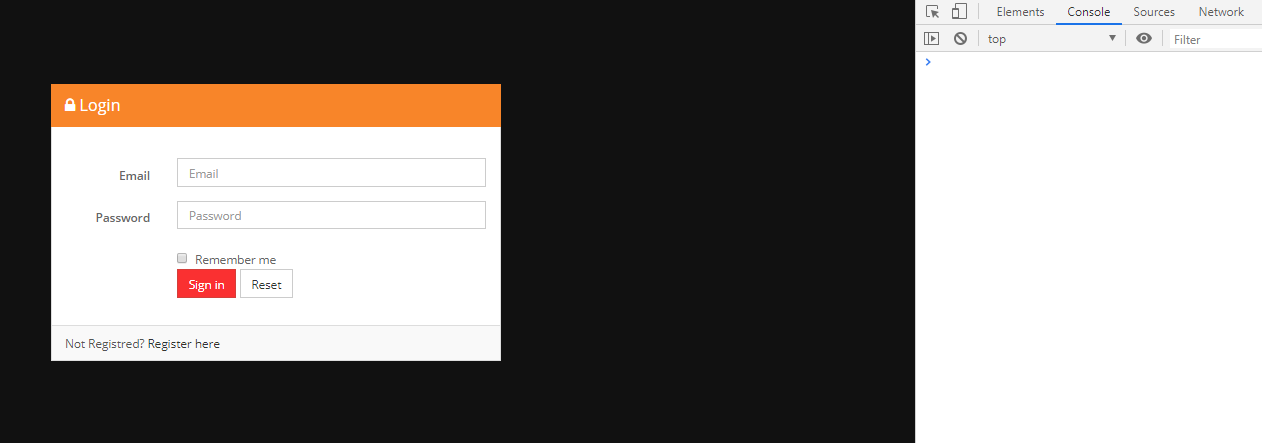 Login
Email
Email
Password
Password
Remember me
Sign in Reset
Not Registred? Register here
Elements Console Sources Network
top Filter